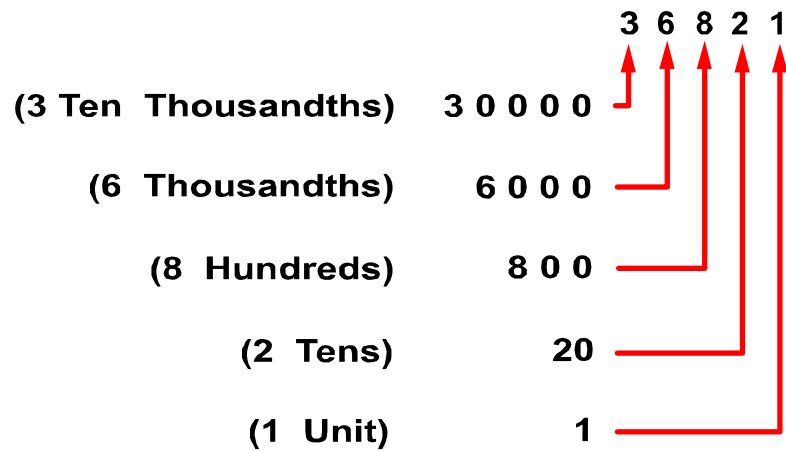 3 6 8 2 1
(3 Ten Thousandths) 3 0 0 0 0
(6 Thousandths) 6 0 0 0
(8 Hundreds) 8 0 0
(2 Tens) 20
(1 Unit) 1